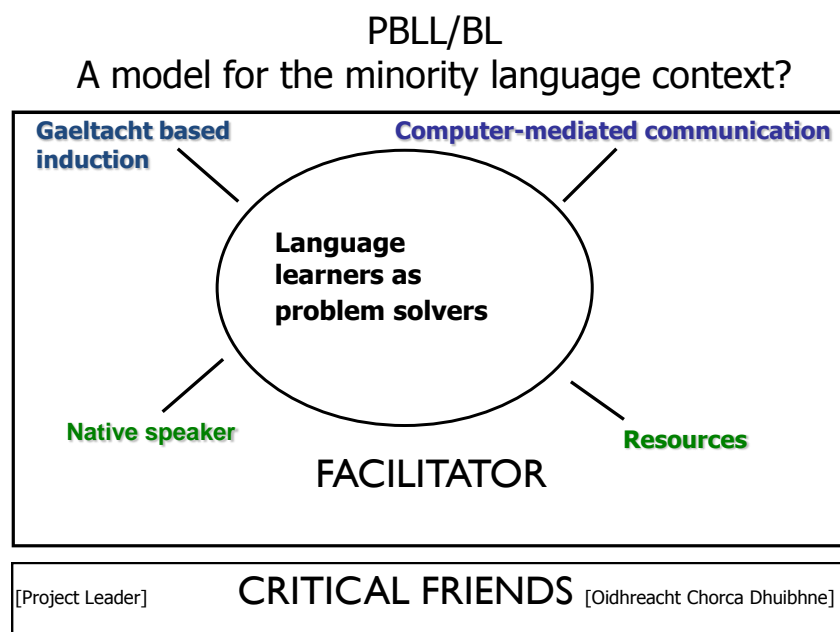 PBLL/BL
A model for the minority language context?
Gaeltacht based
induction
Computer-mediated communication
Language
learners as
problem solvers
Native speaker
Resources
FACILITATOR
[Project Leader] CRITICAL FRIENDS [Oidhreacht Chorca Dhuibhne]